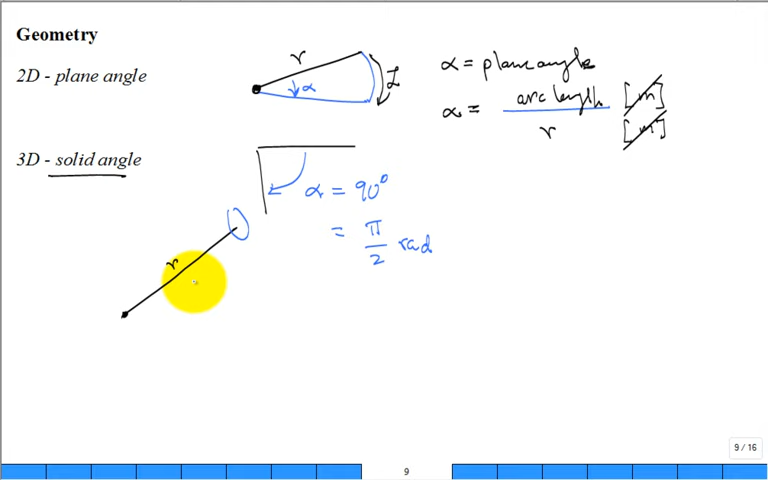 Geometry
2D - plane angle
r
α
L
α = plane angle
α = arc length [m]
r [m]
3D - solid angle
α = 90°
= π
2 rad
r
9 / 16
9